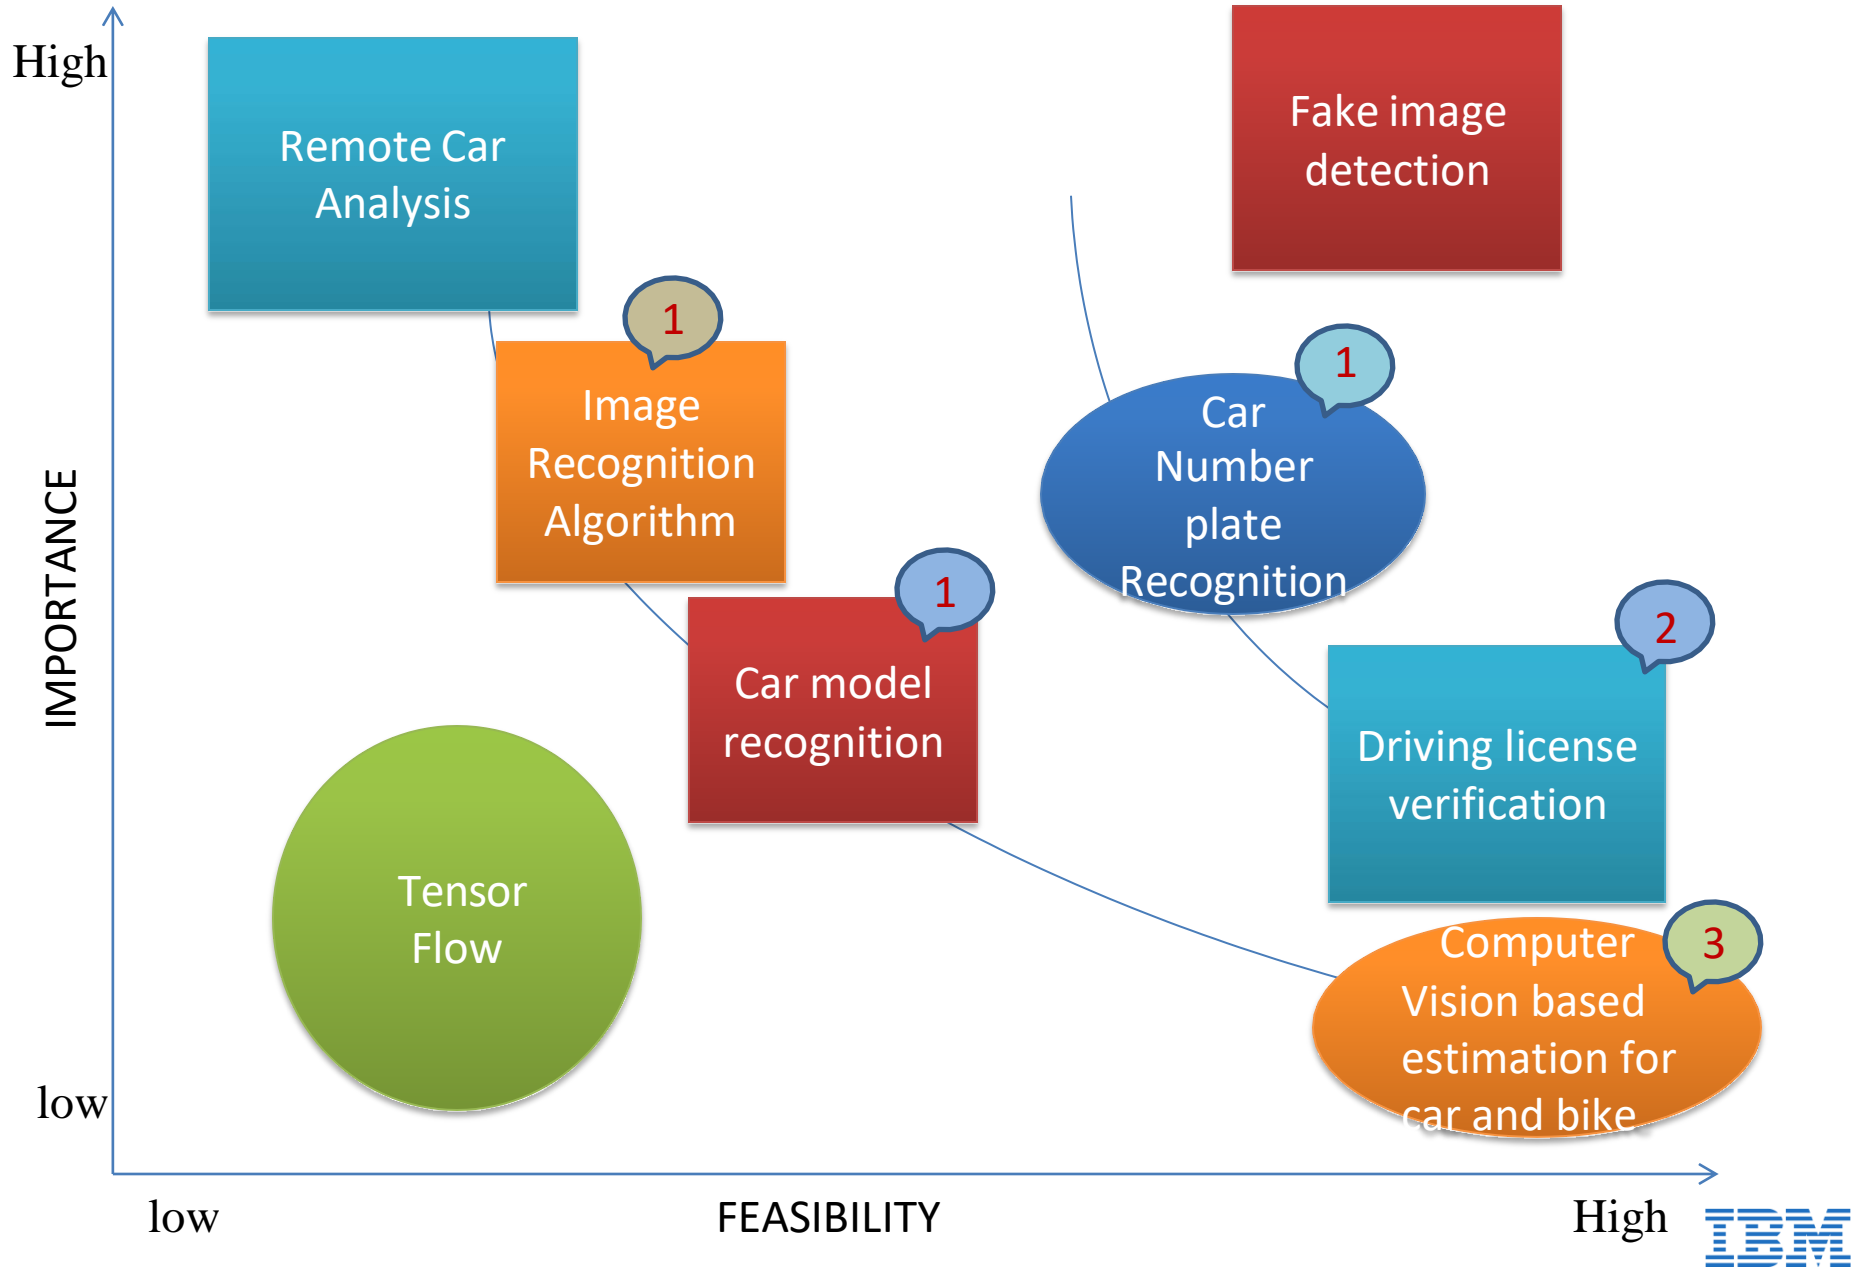 High
Remote Car
Analysis
Fake image
detection
1
Image
Recognition
Algorithm
1
Car
Number
plate
Recognition
IMPORTANCE
1
Car model
recognition
2
Driving license
verification
Tensor
Flow
3
Computer
Vision based
estimation for
car and bike
low
low
FEASIBILITY
High
IBM